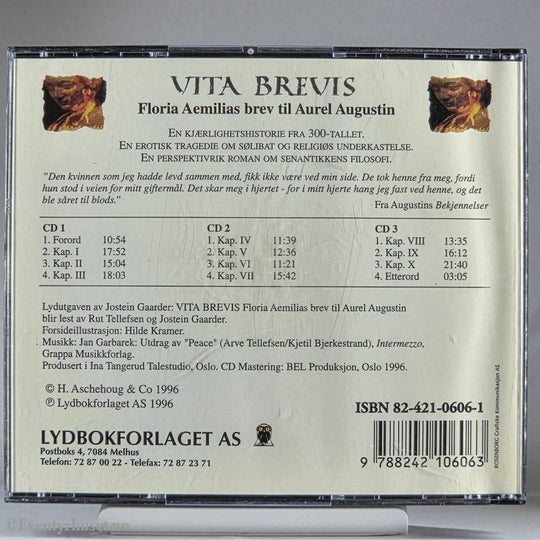 VITA BREVIS
Floria Aemilias brev til Aurel Augustin
EN KJÆRLIGHETSHISTORIE FRA 300-TALLET.
EN EROTISK TRAGEDIE OM SØLIBAT OG RELIGIØS UNDERKASTELSE.
EN PERSPEKTIVRIK ROMAN OM SENANTIKKENS FILOSOFI.
"Den kvinnen som jeg hadde levd sammen med, fikk ikke være ved min side. De tok henne fra meg, fordi
hun stod i veien for mitt giftermål. Det skar meg i hjertet - for i mitt hjerte hang jeg fast ved henne, og det
ble såret til blods."
Fra Augustins Bekjennelser
CD 1
1. Forord 10:54
2. Kap. I 17:52
3. Kap. II 15:04
4. Kap. III 18:03
CD 2
1. Kap. IV 11:39
2. Kap. V 12:36
3. Kap. VI 11:21
4. Kap. VII 15:42
CD 3
1. Kap. VIII 13:35
2. Kap. IX 16:12
3. Kap. X 21:40
4. Etterord 03:05
Lydutgaven av Jostein Gaarder: VITA BREVIS Floria Aemilias brev til Aurel Augustin
blir lest av Rut Tellefsen og Jostein Gaarder.
Forsideillustrasjon: Hilde Kramer.
Musikk: Jan Garbarek: Utdrag av "Peace" (Arve Tellefsen/Kjetil Bjerkestrand), Intermezzo,
Grappa Musikkforlag.
Produsert i Ina Tangerud Talestudio, Oslo. CD Mastering: BEL Produksjon, Oslo 1996.
© H. Aschehoug & Co 1996
℗ Lydbokforlaget AS 1996
LYDBOKFORLAGET AS
Postboks 4, 7084 Melhus
Telefon: 72 87 00 22 - Telefax: 72 87 23 71
ISBN 82-421-0606-1
9 788242 106063
ROSENBORG Grafiske Kommunikasjon AS
© Eventyrhuset.no